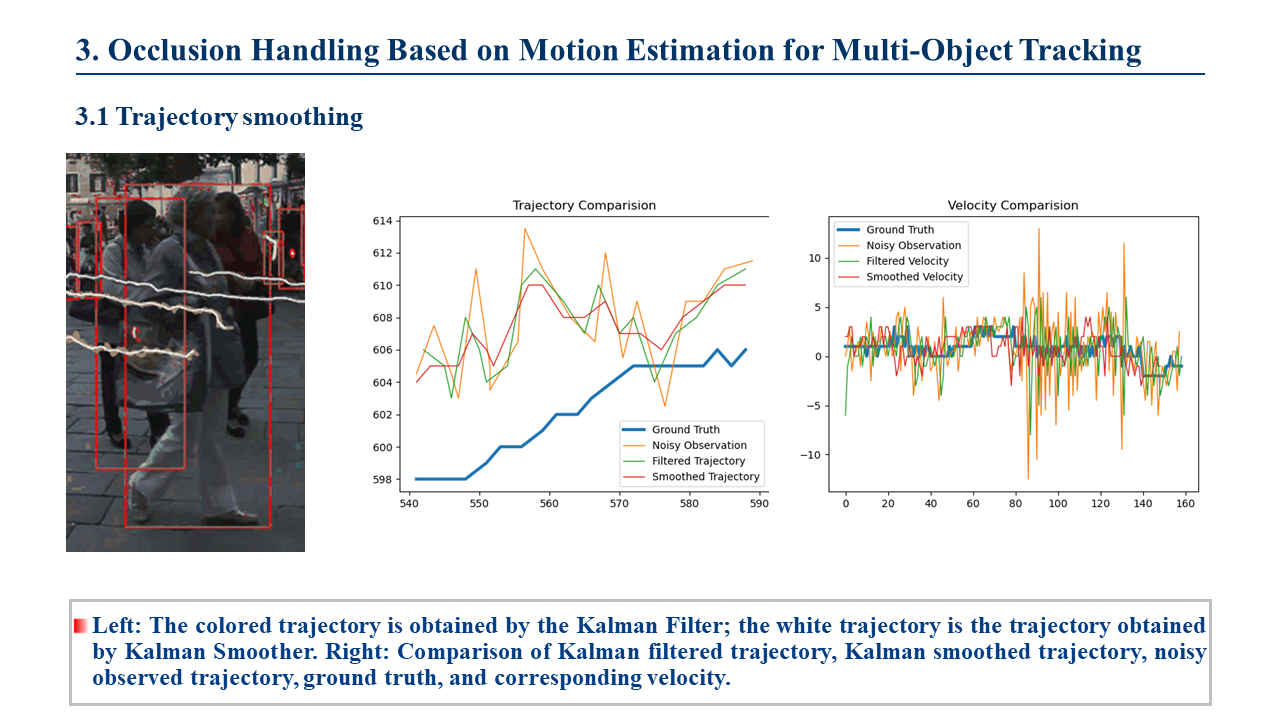 3. Occlusion Handling Based on Motion Estimation for Multi-Object Tracking
3.1 Trajectory smoothing
Trajectory Comparision
614
612
610
608
606
604
602
600
598
540
550
560
570
580
590
Ground Truth
Noisy Observation
Filtered Trajectory
Smoothed Trajectory
Velocity Comparision
Ground Truth
Noisy Observation
Filtered Velocity
Smoothed Velocity
10
5
0
−5
−10
0
20
40
60
80
100
120
140
160
Left: The colored trajectory is obtained by the Kalman Filter; the white trajectory is the trajectory obtained
by Kalman Smoother. Right: Comparison of Kalman filtered trajectory, Kalman smoothed trajectory, noisy
observed trajectory, ground truth, and corresponding velocity.